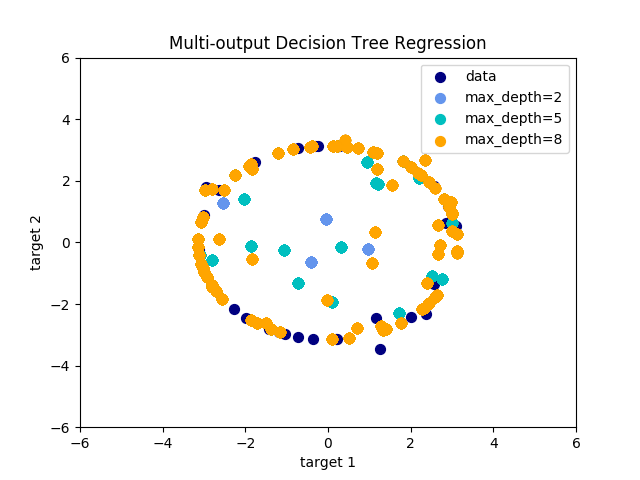 Multi-output Decision Tree Regression
data
max_depth=2
max_depth=5
max_depth=8
6
4
2
0
−2
−4
−6
target 2
−6 −4 −2 0 2 4 6
target 1